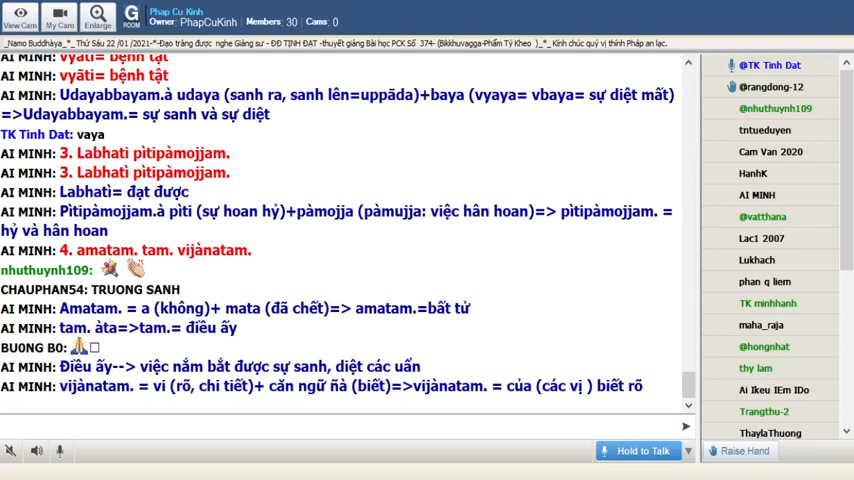 View Cam
My Cam
Enlarge
G
ROOM
Phap Cu Kinh
Owner: PhapCuKinh Members: 30 Cams: 0
_Namo Buddhàya_*_ Thứ Sáu 22 /01 /2021-*-Đạo tràng được nghe Giảng sư - ĐĐ TỊNH ĐẠT -thuyết giảng Bài học PCK Số 374- (Bikkhuvagga-Phẩm Tỳ Kheo )_*_ Kính chúc quý vị thính Pháp an lạc.
AI MINH: vyāti= bệnh tật
AI MINH: vyāti= bệnh tật
AI MINH: Udayabbayam.à udaya (sanh ra, sanh lên=uppāda)+baya (vyaya= vbaya= sự diệt mất)
=>Udayabbayam.= sự sanh và sự diệt
TK Tinh Dat: vaya
AI MINH: 3. Labhati pìtipàmojjam.
AI MINH: 3. Labhati pìtipàmojjam.
AI MINH: Labhatì= đạt được
AI MINH: Pìtipàmojjam.à pìti (sự hoan hỷ)+pàmojja (pàmujja: việc hân hoan)=> pìtipàmojjam. =
hỷ và hân hoan
AI MINH: 4. amatam. tam. vijànatam.
nhuthuynh109:
CHAUPHAN54: TRUONG SANH
AI MINH: Amatam. = a (không)+ mata (đã chết)=> amatam.=bất tử
AI MINH: tam. àta=>tam.= điều ấy
BU0NG B0:
AI MINH: Điều ấy--> việc nắm bắt được sự sanh, diệt các uẩn
AI MINH: vijànatam. = vi (rõ, chi tiết)+ căn ngữ ñà (biết)=>vijànatam. = của (các vị ) biết rõ
Hold to Talk
@TK Tinh Dat
@rangdong-12
@nhuthuynh109
tntueduyen
Cam Van 2020
HanhK
AI MINH
@vatthana
Lac1 2007
Lukhach
phan q liem
TK minhhanh
maha_raja
@hongnhat
thy lam
Ai Ikeu IEm IDo
Trangthu-2
ThaylaThuong
Raise Hand